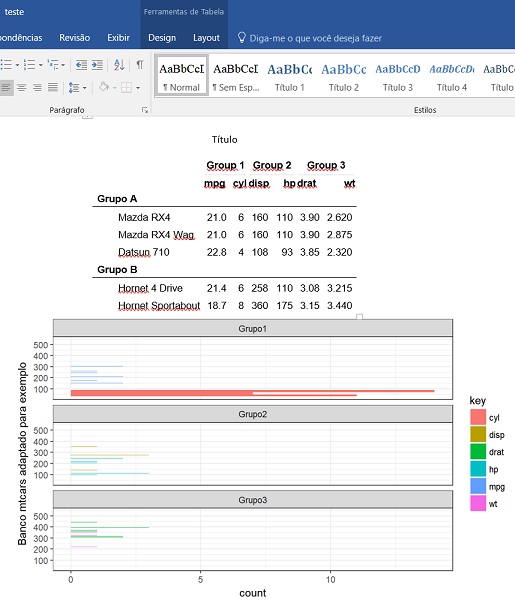 teste
Ferramentas de Tabela
pondências Revisão Exibir Design Layout Diga-me o que você deseja fazer
AaBbCcI AaBbCcI AaBbCc AaBbCc AaBbCcD AaBbCcD AaBbC
¶ Normal ¶ Sem Esp... Título 1 Título 2 Título 3 Título 4 Título
Parágrafo Estilos
Título
Group 1 Group 2 Group 3
mpg cyl disp hp drat wt
Grupo A
Mazda RX4 21.0 6 160 110 3.90 2.620
Mazda RX4 Wag 21.0 6 160 110 3.90 2.875
Datsun 710 22.8 4 108 93 3.85 2.320
Grupo B
Hornet 4 Drive 21.4 6 258 110 3.08 3.215
Hornet Sportabout 18.7 8 360 175 3.15 3.440
Banco mtcars adaptado para exemplo
Grupo1
500
400
300
200
100
Grupo2
500
400
300
200
100
Grupo3
500
400
300
200
100
0 5 10
count
key
cyl
disp
drat
hp
mpg
wt